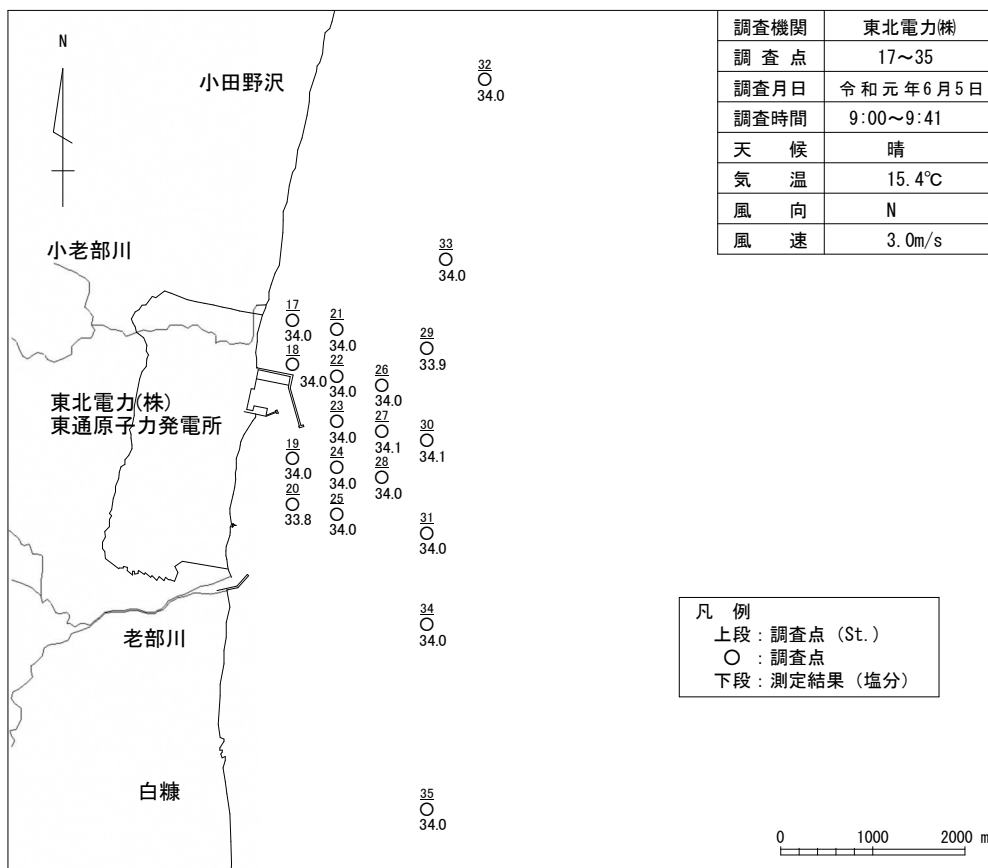 調査機関 東北電力㈱
調査点 17～35
調査月日 令和元年6月5日
調査時間 9:00～9:41
天候 晴
気温 15.4℃
風向 N
風速 3.0m/s
N
小田野沢
32
34.0
小老部川
33
34.0
17
34.0
21
34.0
18
34.0
29
33.9
22
34.0
26
34.0
東北電力(株)
東通原子力発電所
23
34.0
27
34.1
30
34.1
19
34.0
24
34.0
28
34.0
20
33.8
25
34.0
31
34.0
老部川
34
34.0
凡 例
上段：調査点（St.）
○ ：調査点
下段：測定結果（塩分）
白糠
35
34.0
0 1000 2000 m